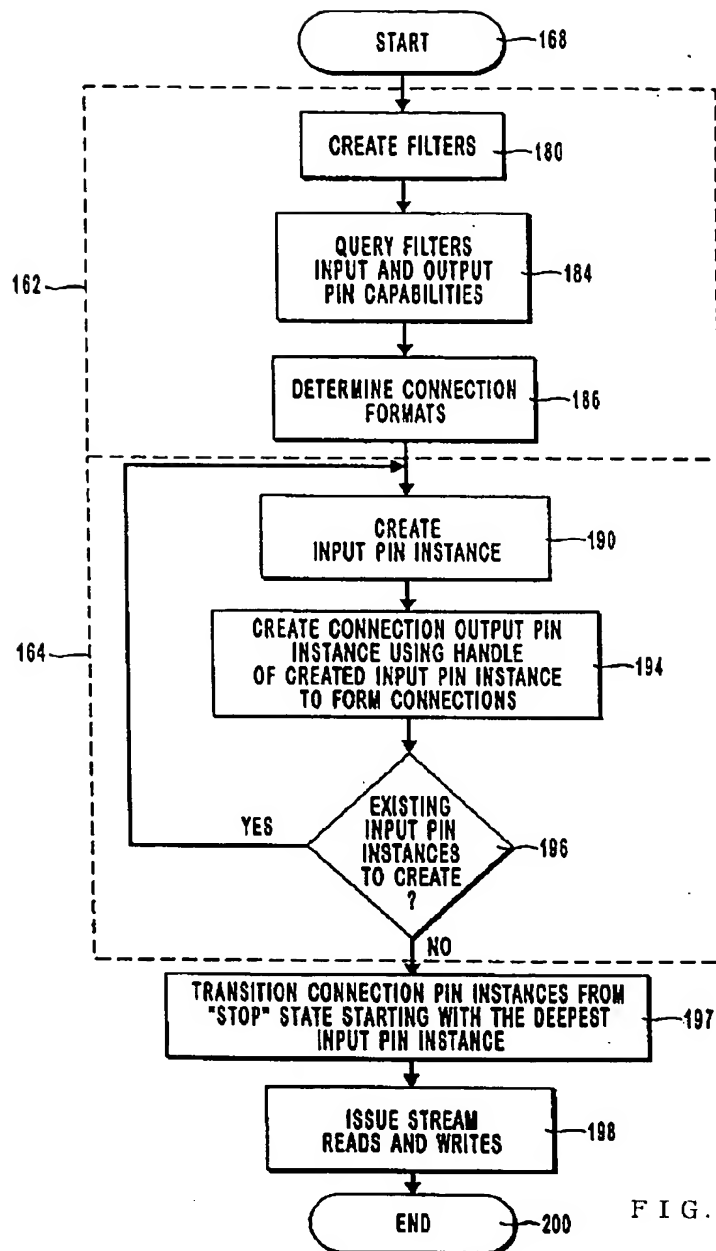 START
168
CREATE FILTERS
180
QUERY FILTERS
INPUT AND OUTPUT
PIN CAPABILITIES
184
162
DETERMINE CONNECTION
FORMATS
186
CREATE
INPUT PIN INSTANCE
190
CREATE CONNECTION OUTPUT PIN
INSTANCE USING HANDLE
OF CREATED INPUT PIN INSTANCE
TO FORM CONNECTIONS
194
164
EXISTING
INPUT PIN
INSTANCES
TO CREATE
?
196
YES
NO
TRANSITION CONNECTION PIN INSTANCES FROM
"STOP" STATE STARTING WITH THE DEEPEST
INPUT PIN INSTANCE
197
ISSUE STREAM
READS AND WRITES
198
END
200
FIG.